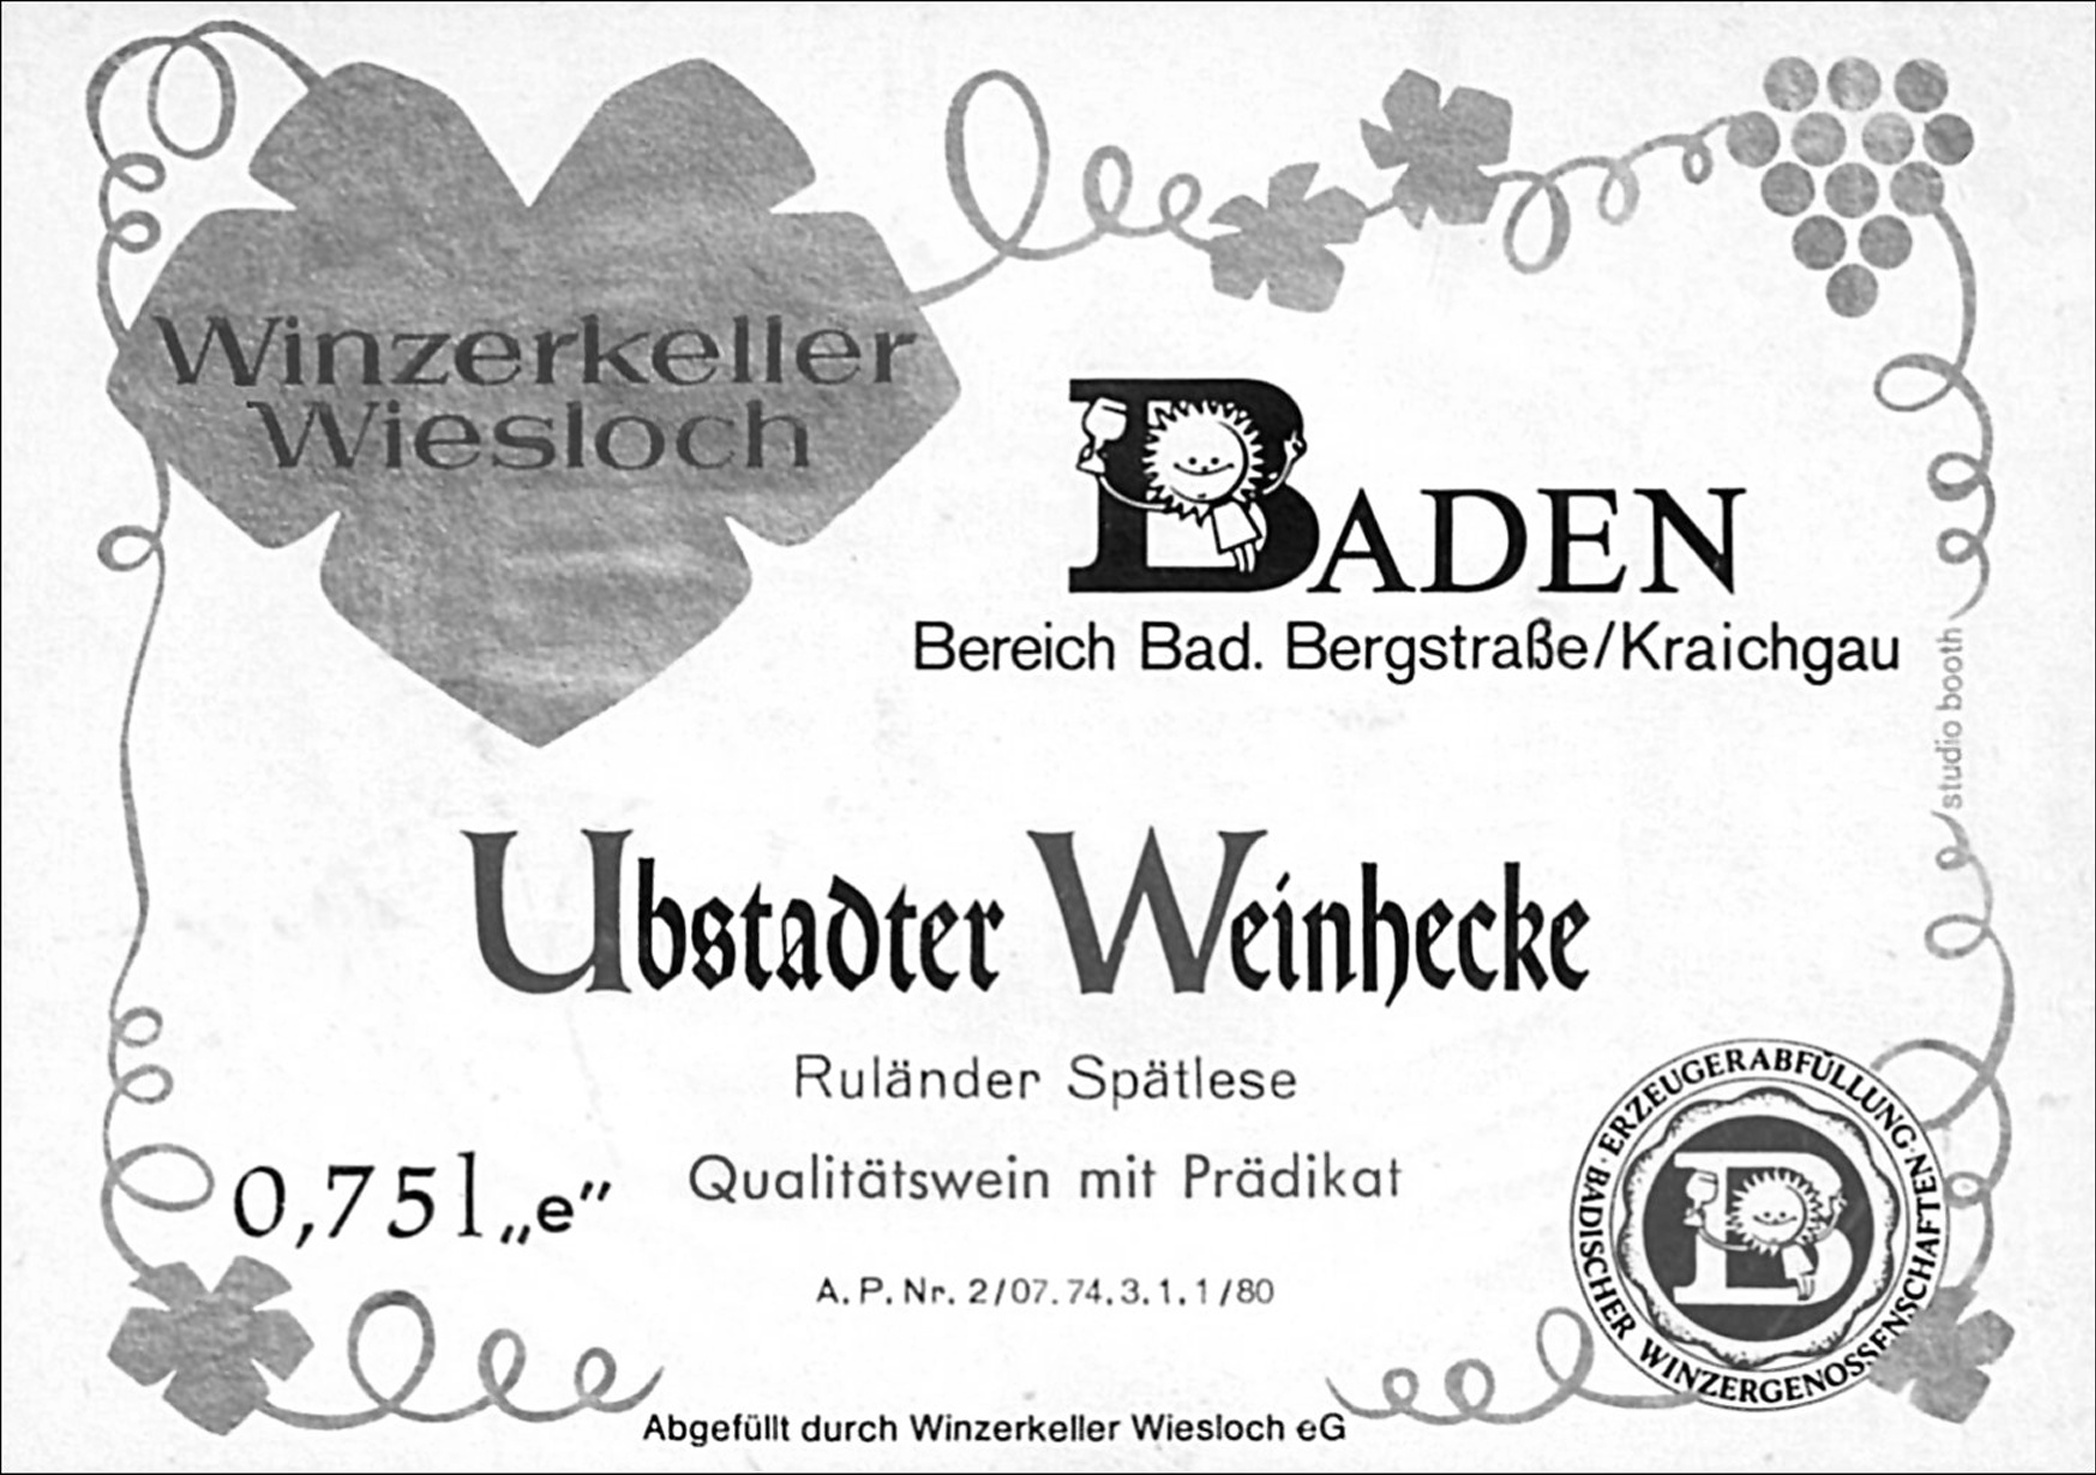 Winzerkeller
Wiesloch
BADEN
Bereich Bad. Bergstraße/Kraichgau
studio booth
Ubstadter Weinhecke
Ruländer Spätlese
0,75l „e“
Qualitätswein mit Prädikat
A.P.Nr. 2/07.74.3.1.1/80
ERZEUGERABFÜLLUNG · BADISCHER WINZERGENOSSENSCHAFTEN ·
B
Abgefüllt durch Winzerkeller Wiesloch eG